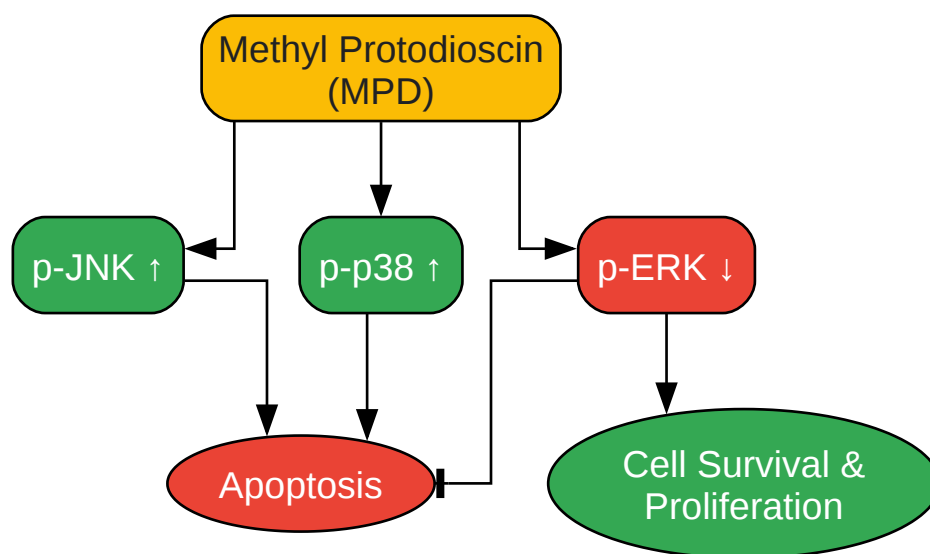 Methyl Protodioscin
(MPD)
p-JNK ↑
p-p38 ↑
p-ERK ↓
Apoptosis
Cell Survival &
Proliferation